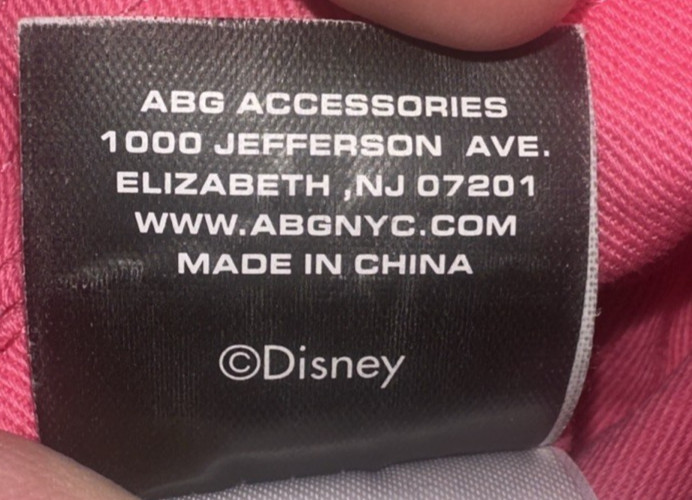 ABG ACCESSORIES
1000 JEFFERSON AVE.
ELIZABETH ,NJ 07201
WWW.ABGNYC.COM
MADE IN CHINA
©Disney